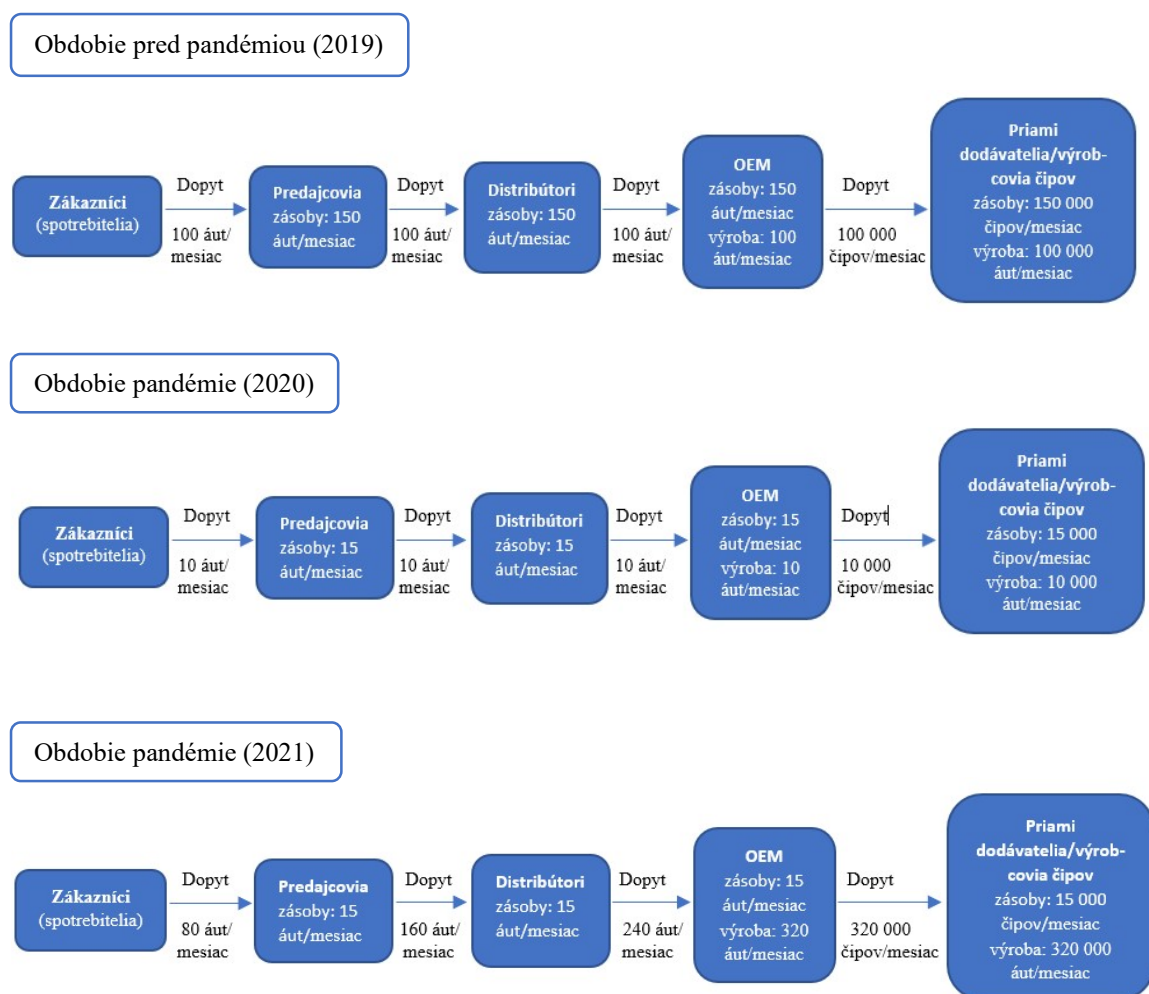 Obdobie pred pandémiou (2019)
Zákazníci
(spotrebitelia)
Dopyt
100 áut/
mesiac
Predajcovia
zásoby: 150
áut/mesiac
Dopyt
100 áut/
mesiac
Distribútori
zásoby: 150
áut/mesiac
Dopyt
100 áut/
mesiac
OEM
zásoby: 150
áut/mesiac
výroba: 100
áut/mesiac
Dopyt
100 000
čipov/mesiac
Priami
dodávatelia/výrob-
covia čipov
zásoby: 150 000
čipov/mesiac
výroba: 100 000
áut/mesiac
Obdobie pandémie (2020)
Zákazníci
(spotrebitelia)
Dopyt
10 áut/
mesiac
Predajcovia
zásoby: 15
áut/mesiac
Dopyt
10 áut/
mesiac
Distribútori
zásoby: 15
áut/mesiac
Dopyt
10 áut/
mesiac
OEM
zásoby: 15
áut/mesiac
výroba: 10
áut/mesiac
Dopyt
10 000
čipov/mesiac
Priami
dodávatelia/výrob-
covia čipov
zásoby: 15 000
čipov/mesiac
výroba: 10 000
áut/mesiac
Obdobie pandémie (2021)
Zákazníci
(spotrebitelia)
Dopyt
80 áut/
mesiac
Predajcovia
zásoby: 15
áut/mesiac
Dopyt
160 áut/
mesiac
Distribútori
zásoby: 15
áut/mesiac
Dopyt
240 áut/
mesiac
OEM
zásoby: 15
áut/mesiac
výroba: 320
áut/mesiac
Dopyt
320 000
čipov/mesiac
Priami
dodávatelia/výrob-
covia čipov
zásoby: 15 000
čipov/mesiac
výroba: 320 000
áut/mesiac